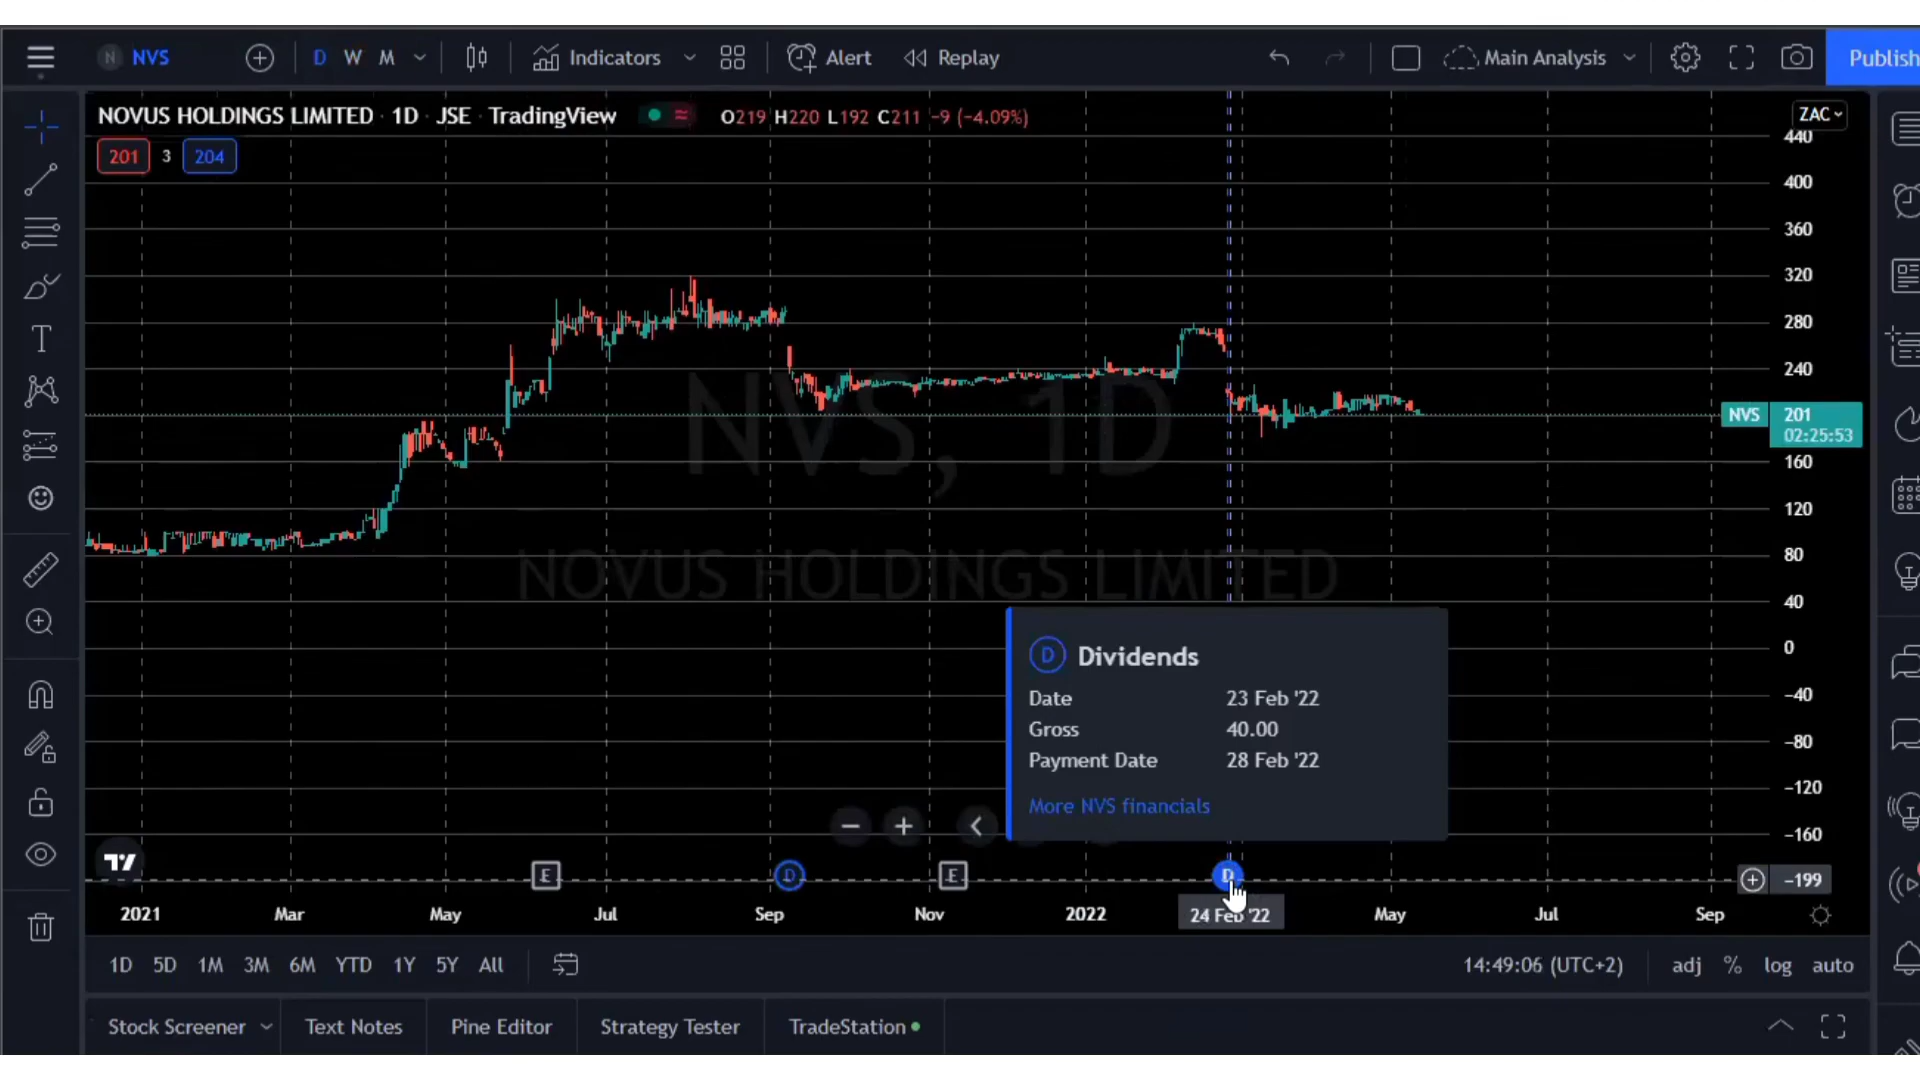 N NVS D W M Indicators Alert Replay Main Analysis Publish
NOVUS HOLDINGS LIMITED · 1D · JSE · TradingView O219 H220 L192 C211 -9 (-4.09%) ZAC
201 3 204
440
400
360
320
280
240
NVS 201
02:25:53
160
120
80
40
0
-40
-80
-120
-160
-199
NVS, 1D
NOVUS HOLDINGS LIMITED
D Dividends
Date 23 Feb '22
Gross 40.00
Payment Date 28 Feb '22
More NVS financials
E D E D
2021 Mar May Jul Sep Nov 2022 24 Feb '22 May Jul Sep
1D 5D 1M 3M 6M YTD 1Y 5Y All 14:49:06 (UTC+2) adj % log auto
Stock Screener Text Notes Pine Editor Strategy Tester TradeStation